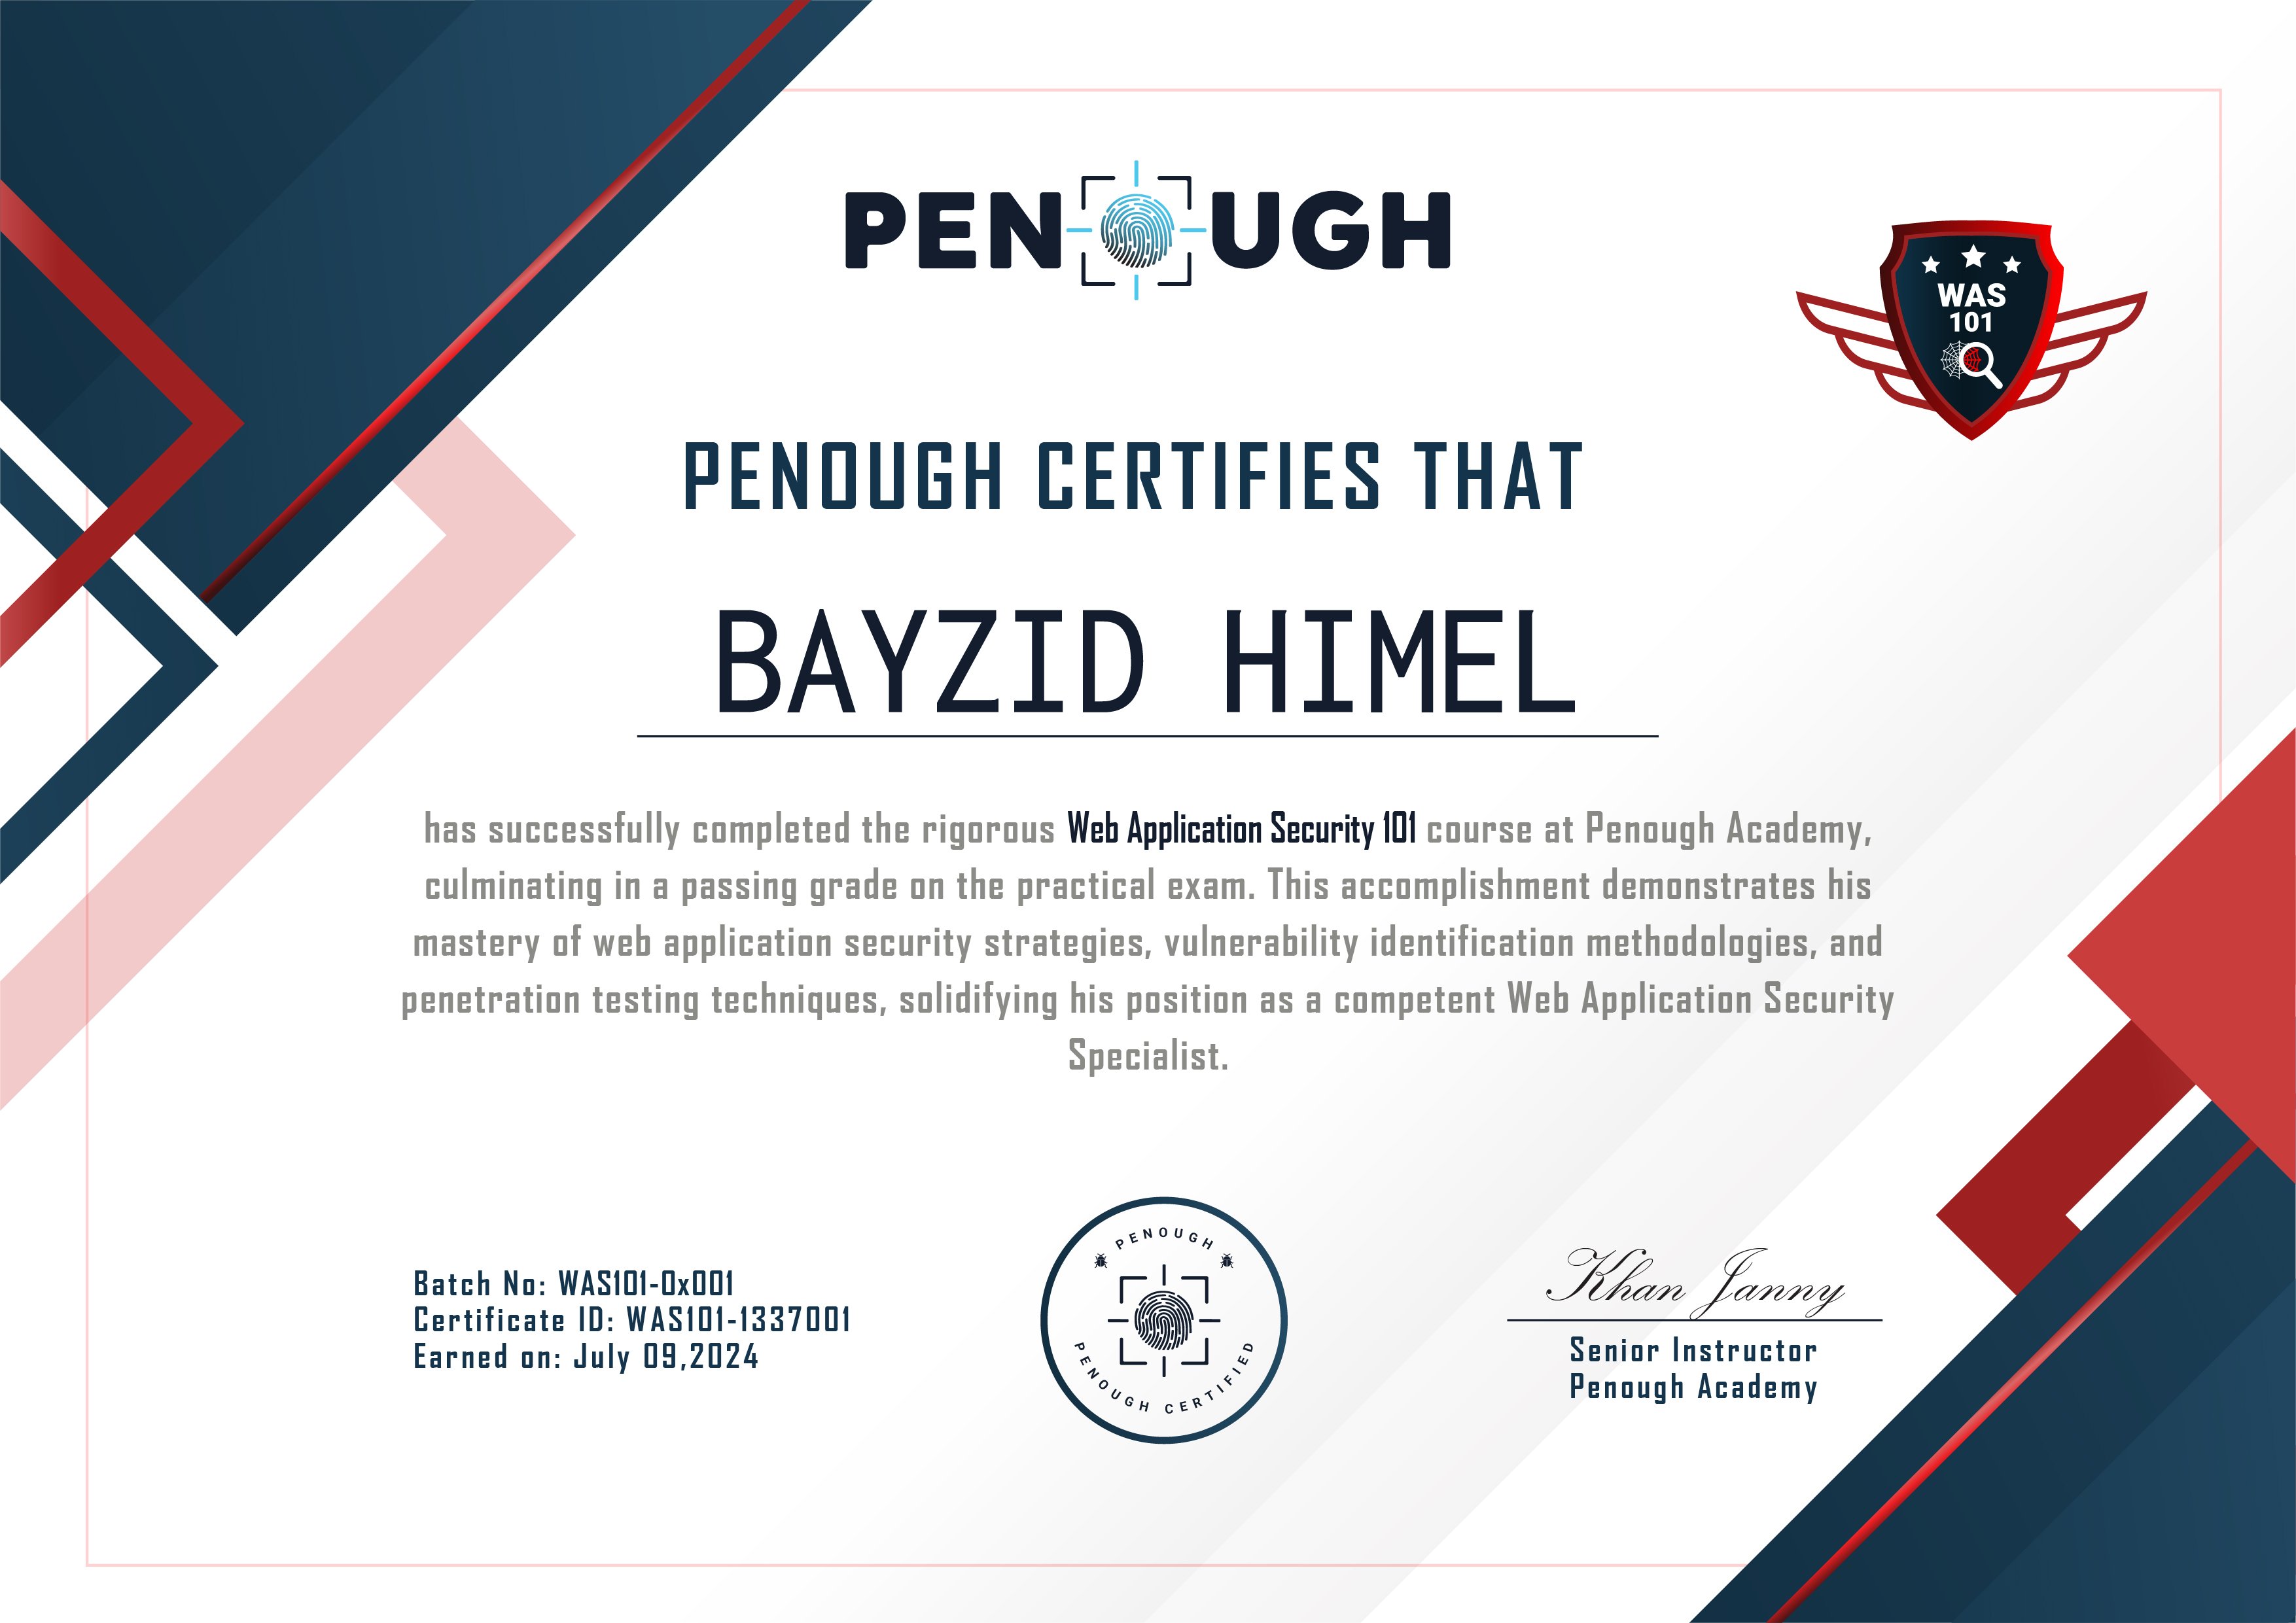 PENOUGH
WAS
101
PENOUGH CERTIFIES THAT
BAYZID HIMEL
has successfully completed the rigorous Web Application Security 101 course at Penough Academy,
culminating in a passing grade on the practical exam. This accomplishment demonstrates his
mastery of web application security strategies, vulnerability identification methodologies, and
penetration testing techniques, solidifying his position as a competent Web Application Security
Specialist.
Batch No: WAS101-0x001
Certificate ID: WAS101-1337001
Earned on: July 09,2024
PENOUGH
PENOUGH CERTIFIED
Khan Janny
Senior Instructor
Penough Academy